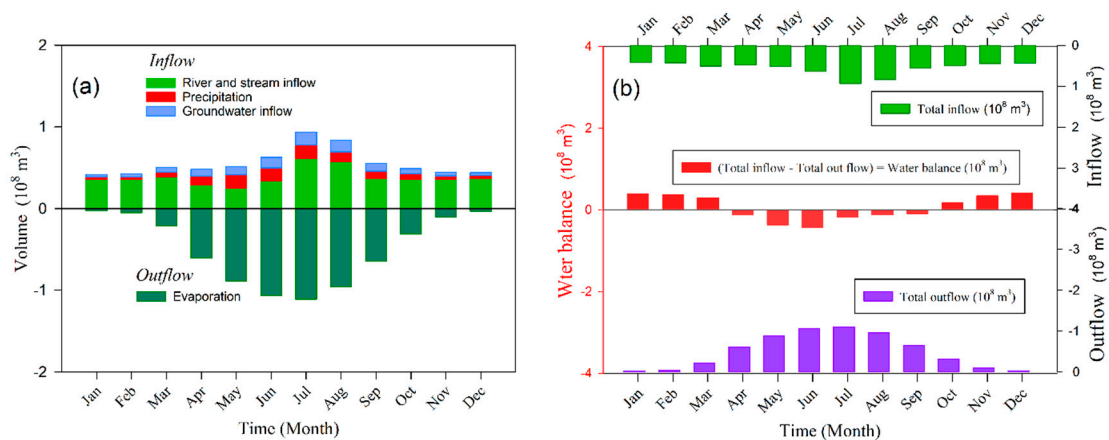 (a)
Inflow
River and stream inflow
Precipitation
Groundwater inflow
Outflow
Evaporation
Volume (10⁸ m³)
2
1
0
-1
-2
Jan Feb Mar Apr May Jun Jul Aug Sep Oct Nov Dec
Time (Month)
(b)
Jan Feb Mar Apr May Jun Jul Aug Sep Oct Nov Dec
Total inflow (10⁸ m³)
(Total inflow - Total out flow) = Water balance (10⁸ m³)
Total outflow (10⁸ m³)
Wter balance (10⁸ m³)
4
2
0
-2
-4
Inflow (10⁸ m³)
0
1
2
3
4
Outflow (10⁸ m³)
-4
-3
-2
-1
0
Jan Feb Mar Apr May Jun Jul Aug Sep Oct Nov Dec
Time (Month)